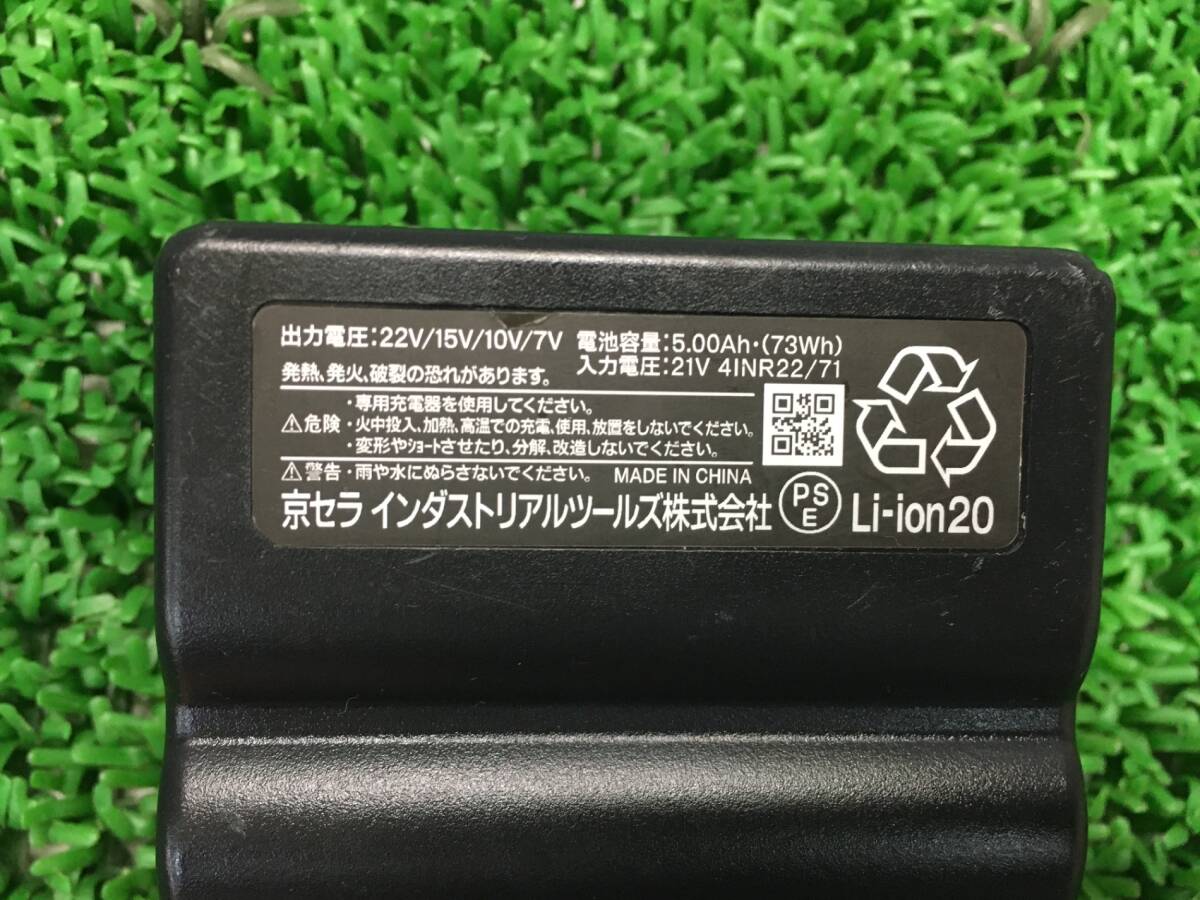 出力電圧:22V/15V/10V/7V 電池容量:5.00Ah・(73Wh)
入力電圧:21V 4INR22/71
発熱、発火、破裂の恐れがあります。
・専用充電器を使用してください。
⚠危険・火中投入、加熱、高温での充電、使用、放置をしないでください。
・変形やショートさせたり、分解、改造しないでください。
⚠警告・雨や水にぬらさないでください。 MADE IN CHINA
京セラ インダストリアルツールズ株式会社 PSE Li-ion20